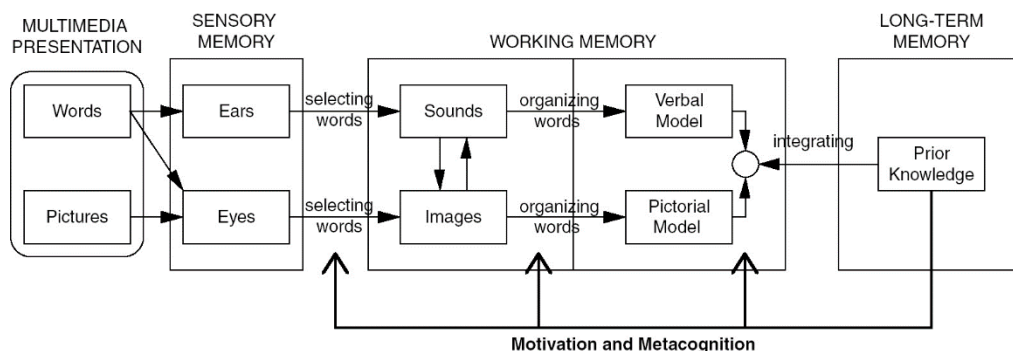 MULTIMEDIA
PRESENTATION
SENSORY
MEMORY
WORKING MEMORY
LONG-TERM
MEMORY
Words
Ears
selecting
words
Sounds
organizing
words
Verbal
Model
integrating
Prior
Knowledge
Pictures
Eyes
selecting
words
Images
organizing
words
Pictorial
Model
Motivation and Metacognition